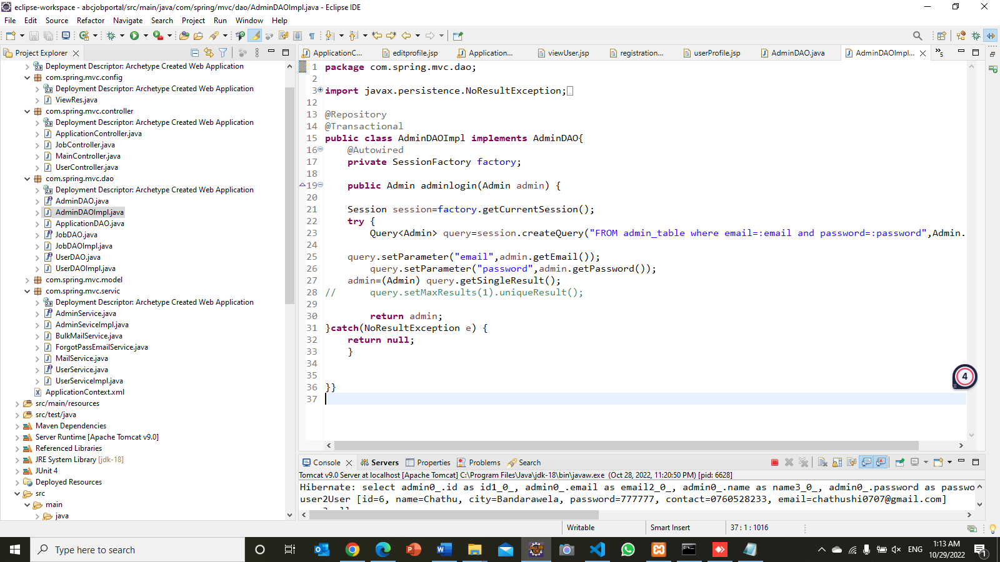 eclipse-workspace - abcjobportal/src/main/java/com/spring/mvc/dao/AdminDAOImpl.java - Eclipse IDE
File Edit Source Refactor Navigate Search Project Run Window Help
Project Explorer
ApplicationC...
editprofile.jsp
Application...
viewUser.jsp
registration...
userProfile.jsp
AdminDAO.java
AdminDAOImpl...
5
Deployment Descriptor: Archetype Created Web Application
com.spring.mvc.config
Deployment Descriptor: Archetype Created Web Application
ViewRes.java
com.spring.mvc.controller
Deployment Descriptor: Archetype Created Web Application
ApplicationController.java
JobController.java
MainController.java
UserController.java
com.spring.mvc.dao
Deployment Descriptor: Archetype Created Web Application
AdminDAO.java
AdminDAOImpl.java
ApplicationDAO.java
JobDAO.java
JobDAOImpl.java
UserDAO.java
UserDAOImpl.java
com.spring.mvc.model
com.spring.mvc.servic
Deployment Descriptor: Archetype Created Web Application
AdminService.java
AdminSeviceImpl.java
BulkMailService.java
ForgotPassEmailService.java
MailService.java
UserService.java
UserServiceImpl.java
ApplicationContext.xml
src/main/resources
src/test/java
Maven Dependencies
Server Runtime [Apache Tomcat v9.0]
Referenced Libraries
JRE System Library [jdk-18]
JUnit 4
Deployed Resources
src
main
java
1 package com.spring.mvc.dao;
2
3 import javax.persistence.NoResultException;
12
13 @Repository
14 @Transactional
15 public class AdminDAOImpl implements AdminDAO{
16 @Autowired
17 private SessionFactory factory;
18
19 public Admin adminlogin(Admin admin) {
20
21 Session session=factory.getCurrentSession();
22 try {
23 Query<Admin> query=session.createQuery("FROM admin_table where email=:email and password=:password",Admin.
24
25 query.setParameter("email",admin.getEmail());
26 query.setParameter("password",admin.getPassword());
27 admin=(Admin) query.getSingleResult();
28 // query.setMaxResults(1).uniqueResult();
29
30 return admin;
31 }catch(NoResultException e) {
32 return null;
33 }
34
35
36 }}
37
4
Console Servers Properties Problems Search
Tomcat v9.0 Server at localhost [Apache Tomcat] C:\Program Files\Java\jdk-18\bin\javaw.exe (Oct 28, 2022, 11:20:50 PM) [pid: 6628]
Hibernate: select admin0_.id as id1_0_, admin0_.email as email2_0_, admin0_.name as name3_0_, admin0_.password as passwo
user2User [id=6, name=Chathu, city=Bandarawela, password=777777, contact=0760528233, email=chathushi0707@gmail.com]
Writable
Smart Insert
37 : 1 : 1016
Type here to search
ENG
1:13 AM
10/29/2022
1